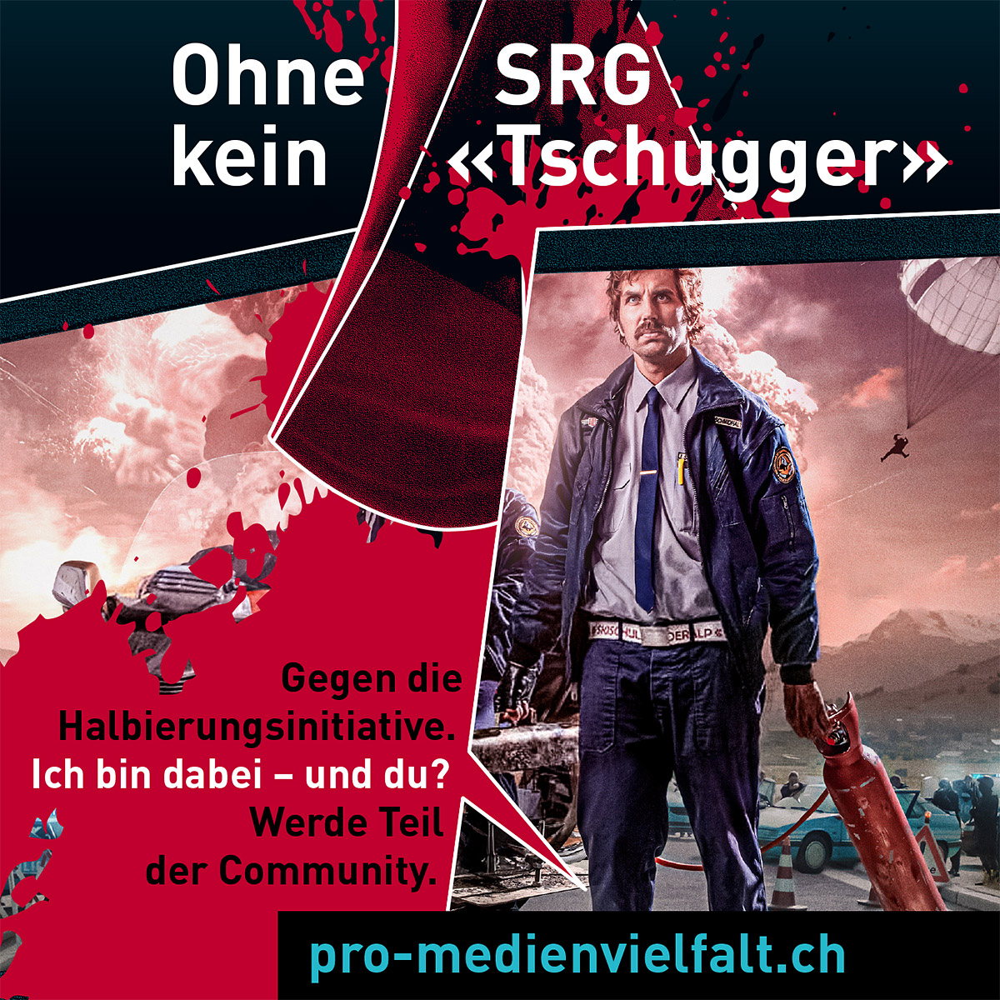 Ohne SRG
kein «Tschugger»
Gegen die
Halbierungsinitiative.
Ich bin dabei – und du?
Werde Teil
der Community.
pro-medienvielfalt.ch